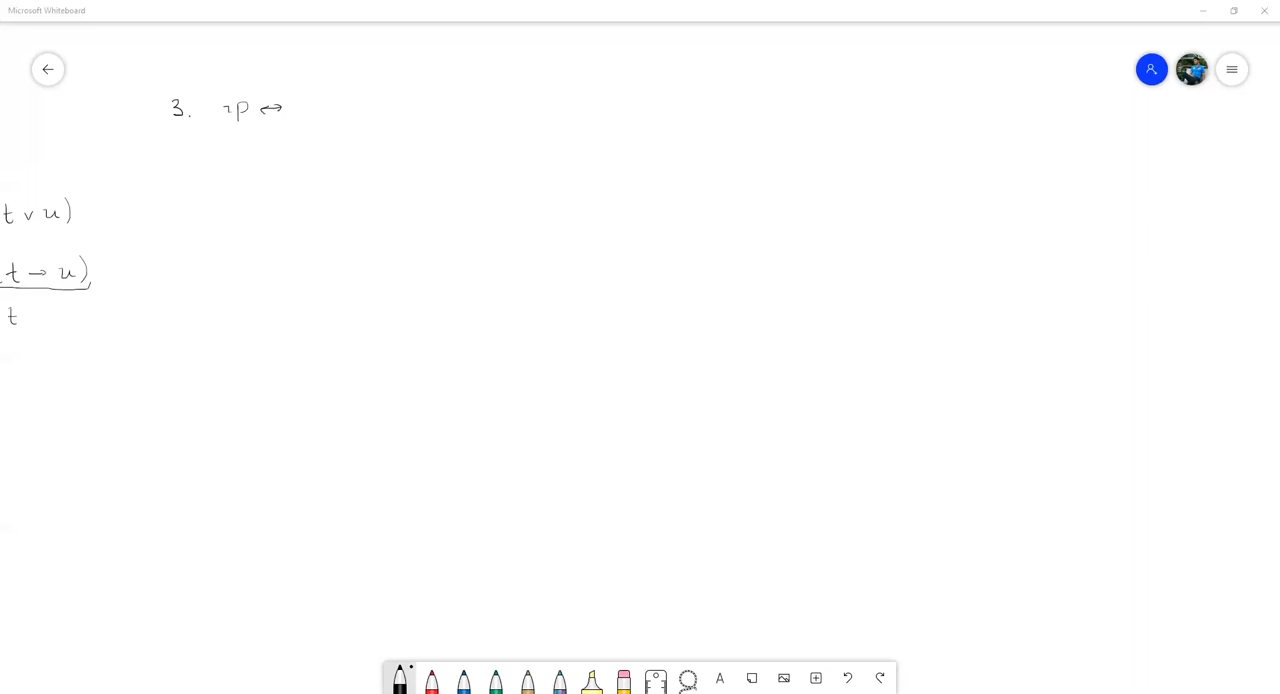 Microsoft Whiteboard
3. ¬p ↔
t ∨ u)
(t → u)
t
A